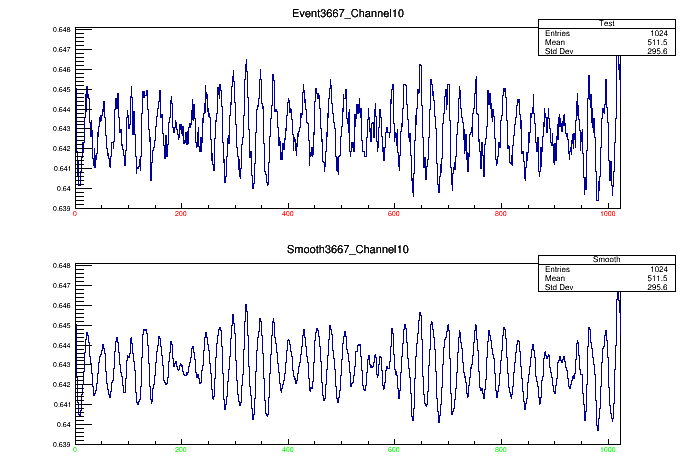 Event3667_Channel10
Test
Entries 1024
Mean 511.5
Std Dev 295.6
0.648
0.647
0.646
0.645
0.644
0.643
0.642
0.641
0.64
0.639
0 200 400 600 800 1000
Smooth3667_Channel10
Smooth
Entries 1024
Mean 511.5
Std Dev 295.6
0.648
0.647
0.646
0.645
0.644
0.643
0.642
0.641
0.64
0.639
0 200 400 600 800 1000